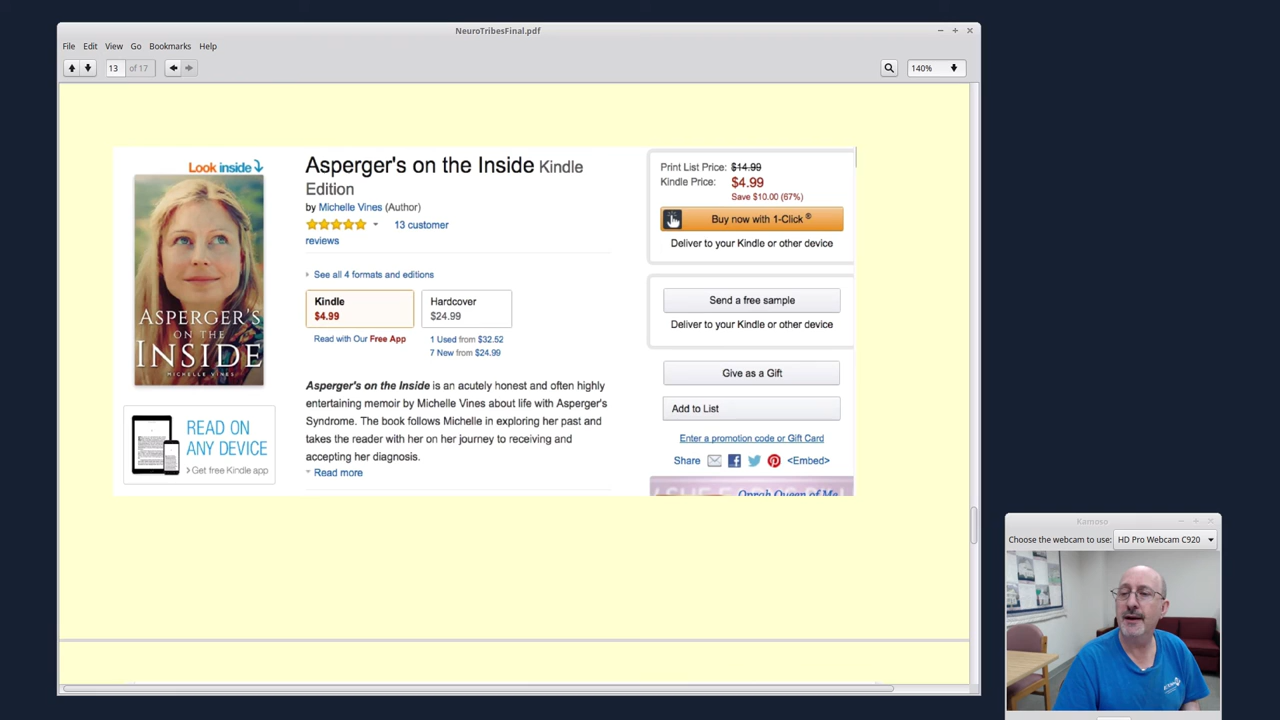 NeuroTribesFinal.pdf
File Edit View Go Bookmarks Help
13 of 17 140%
Look inside
ASPERGER'S
ON THE
INSIDE
MICHELLE VINES
READ ON
ANY DEVICE
Get free Kindle app
Asperger's on the Inside Kindle
Edition
by Michelle Vines (Author)
13 customer
reviews
See all 4 formats and editions
Kindle
$4.99
Read with Our Free App
Hardcover
$24.99
1 Used from $32.52
7 New from $24.99
Asperger's on the Inside is an acutely honest and often highly
entertaining memoir by Michelle Vines about life with Asperger's
Syndrome. The book follows Michelle in exploring her past and
takes the reader with her on her journey to receiving and
accepting her diagnosis.
Read more
Print List Price: $14.99
Kindle Price: $4.99
Save $10.00 (67%)
Buy now with 1-Click ®
Deliver to your Kindle or other device
Send a free sample
Deliver to your Kindle or other device
Give as a Gift
Add to List
Enter a promotion code or Gift Card
Share <Embed>
Oprah Queen of Me
Kamoso
Choose the webcam to use: HD Pro Webcam C920